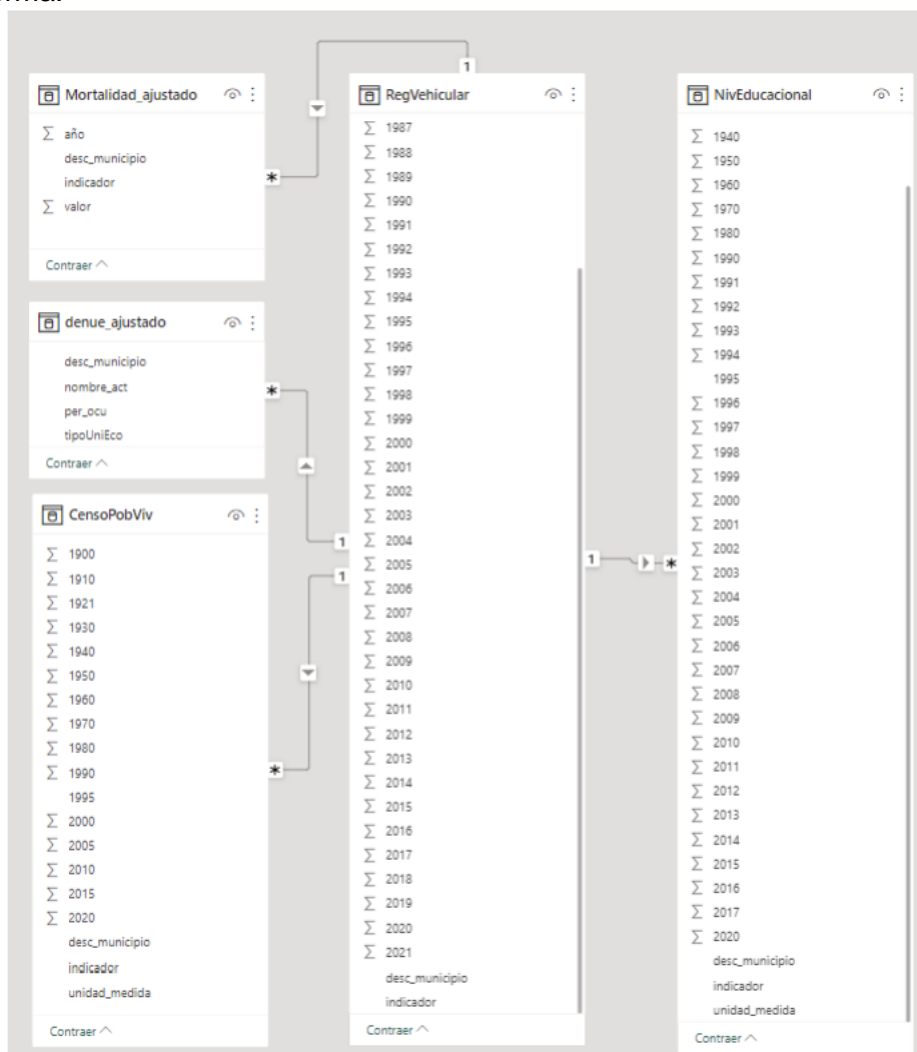 Mortalidad_ajustado
Σ año
desc_municipio
indicador
Σ valor
Contraer
denue_ajustado
desc_municipio
nombre_act
per_ocu
tipoUniEco
Contraer
CensoPobViv
Σ 1900
Σ 1910
Σ 1921
Σ 1930
Σ 1940
Σ 1950
Σ 1960
Σ 1970
Σ 1980
Σ 1990
1995
Σ 2000
Σ 2005
Σ 2010
Σ 2015
Σ 2020
desc_municipio
indicador
unidad_medida
Contraer
1
*
*
1
1
*
RegVehicular
Σ 1987
Σ 1988
Σ 1989
Σ 1990
Σ 1991
Σ 1992
Σ 1993
Σ 1994
Σ 1995
Σ 1996
Σ 1997
Σ 1998
Σ 1999
Σ 2000
Σ 2001
Σ 2002
Σ 2003
Σ 2004
Σ 2005
Σ 2006
Σ 2007
Σ 2008
Σ 2009
Σ 2010
Σ 2011
Σ 2012
Σ 2013
Σ 2014
Σ 2015
Σ 2016
Σ 2017
Σ 2018
Σ 2019
Σ 2020
Σ 2021
desc_municipio
indicador
Contraer
1
*
NivEducacional
Σ 1940
Σ 1950
Σ 1960
Σ 1970
Σ 1980
Σ 1990
Σ 1991
Σ 1992
Σ 1993
Σ 1994
1995
Σ 1996
Σ 1997
Σ 1998
Σ 1999
Σ 2000
Σ 2001
Σ 2002
Σ 2003
Σ 2004
Σ 2005
Σ 2006
Σ 2007
Σ 2008
Σ 2009
Σ 2010
Σ 2011
Σ 2012
Σ 2013
Σ 2014
Σ 2015
Σ 2016
Σ 2017
Σ 2020
desc_municipio
indicador
unidad_medida
Contraer